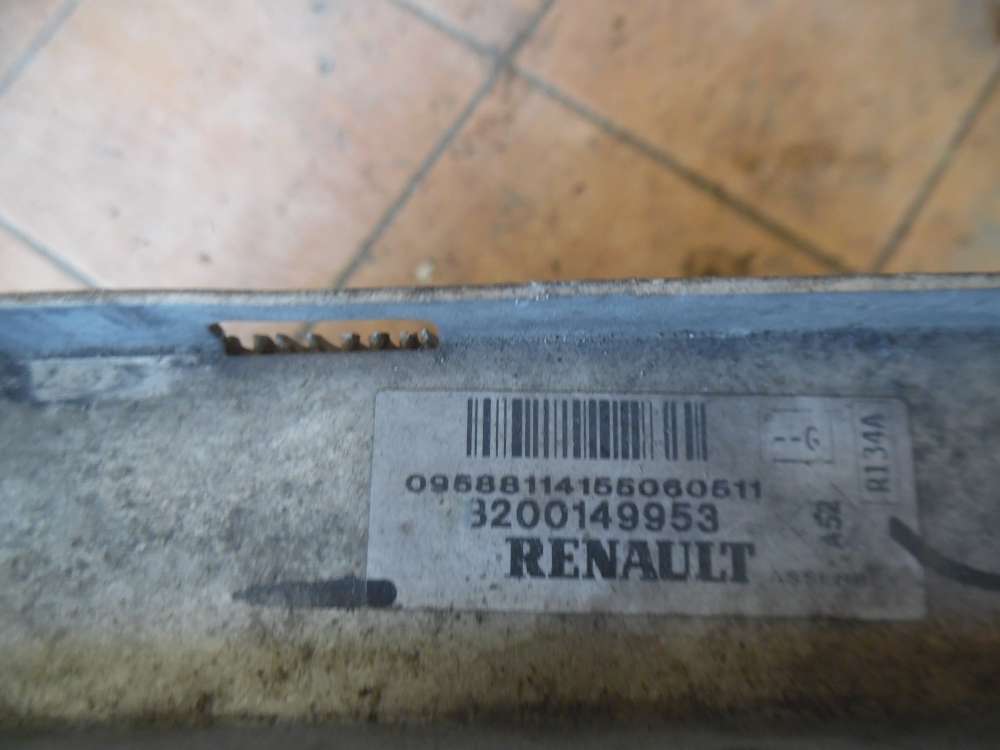 09588114155060511
8200149953
RENAULT
--G
R134A
A52